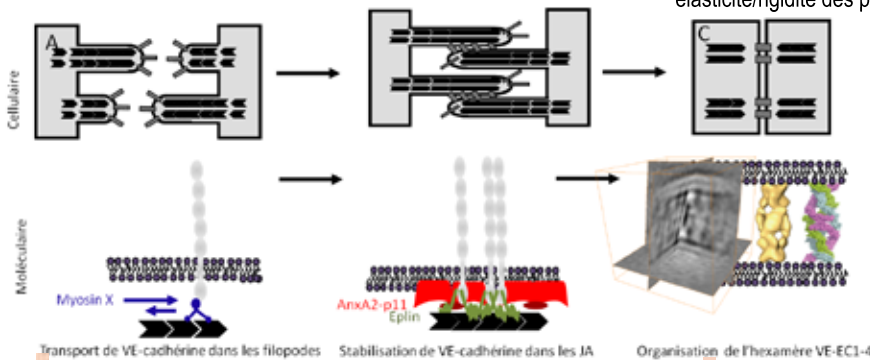 élasticité/rigidité des p
A
C
Cellulaire
Moléculaire
Myosin X
AnxA2-p11
Eplin
Transport de VE-cadhérine dans les filopodes
Stabilisation de VE-cadhérine dans les JA
Organisation de l'hexamère VE-EC1-4